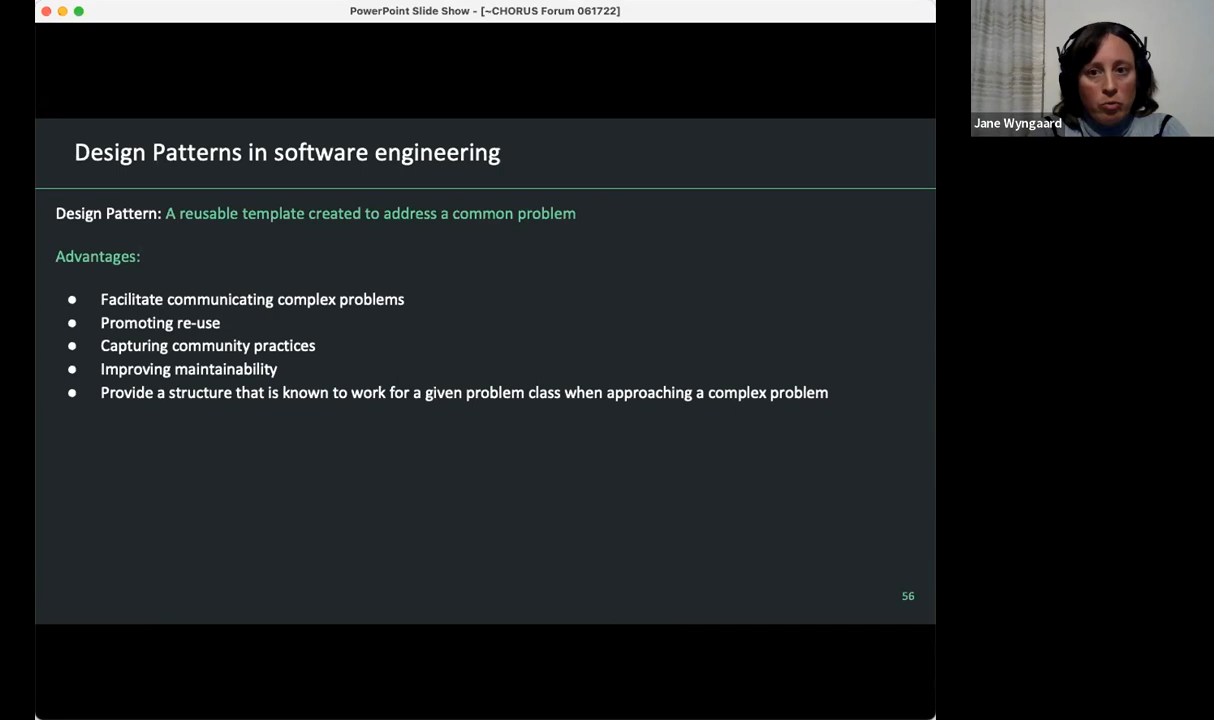 PowerPoint Slide Show - [~CHORUS Forum 061722]
Jane Wyngaard
Design Patterns in software engineering
Design Pattern: A reusable template created to address a common problem
Advantages:
● Facilitate communicating complex problems
● Promoting re-use
● Capturing community practices
● Improving maintainability
● Provide a structure that is known to work for a given problem class when approaching a complex problem
56